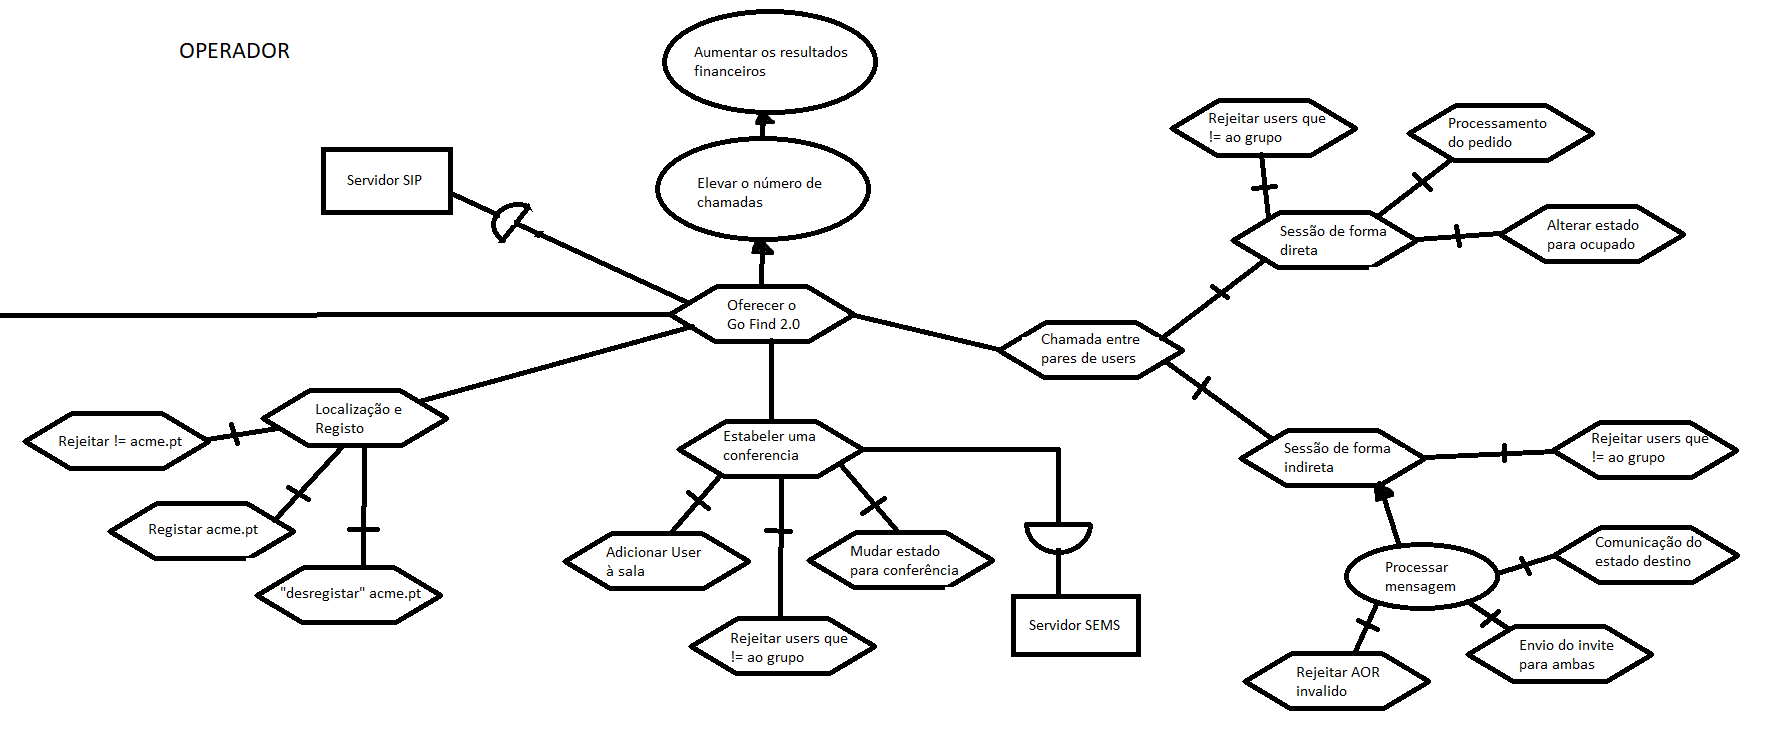 OPERADOR
Aumentar os resultados
financeiros
Elevar o número de
chamadas
Servidor SIP
Oferecer o
Go Find 2.0
Rejeitar users que
!= ao grupo
Processamento
do pedido
Sessão de forma
direta
Alterar estado
para ocupado
Chamada entre
pares de users
Localização e
Registo
Rejeitar != acme.pt
Registar acme.pt
"desregistar" acme.pt
Estabeler uma
conferencia
Adicionar User
à sala
Mudar estado
para conferência
Rejeitar users que
!= ao grupo
Servidor SEMS
Sessão de forma
indireta
Rejeitar users que
!= ao grupo
Processar
mensagem
Comunicação do
estado destino
Envio do invite
para ambas
Rejeitar AOR
invalido